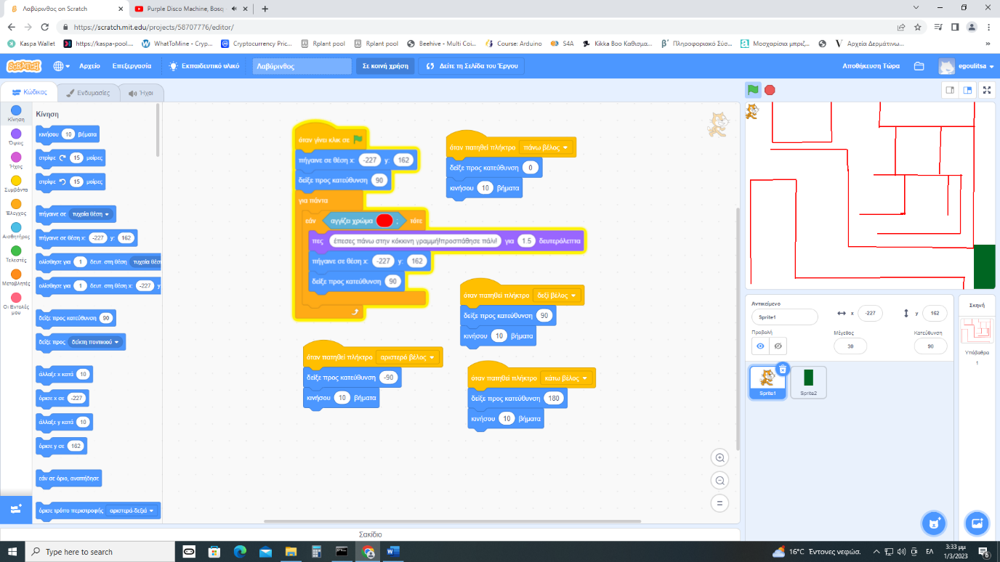 Λαβύρινθος on Scratch
Purple Disco Machine, Bosq
https://scratch.mit.edu/projects/58707776/editor/
Kaspa Wallet
https://kaspa-pool....
WhatToMine - Cryp...
Cryptocurrency Pric...
Rplant pool
Rplant pool
Beehive - Multi Coi...
Course: Arduino
S4A
Kikka Boo Καθισμα...
Πληροφοριακό Σύσ...
Μοσχαρίσια μπριζ...
Αρχεία Δερμάτινω...
»
SCRATCH
Αρχείο
Επεξεργασία
Εκπαιδευτικό υλικό
Λαβύρινθος
Σε κοινή χρήση
Δείτε τη Σελίδα του Έργου
Αποθήκευση Τώρα
egoulitsa
Κώδικας
Ενδυμασίες
Ήχοι
Κίνηση
Όψεις
Ήχος
Συμβάντα
Έλεγχος
Αισθητήρες
Τελεστές
Μεταβλητές
Οι Εντολές
μου
Κίνηση
κινήσου 10 βήματα
στρίψε 15 μοίρες
στρίψε 15 μοίρες
πήγαινε σε τυχαία θέση
πήγαινε σε θέση x: -227 y: 162
ολίσθησε για 1 δευτ. στη θέση τυχαία θέσ
ολίσθησε για 1 δευτ. στη θέση x: -227 y
δείξε προς κατεύθυνση 90
δείξε προς δείκτη ποντικιού
άλλαξε x κατά 10
όρισε x σε -227
άλλαξε y κατά 10
όρισε y σε 162
εάν σε όριο, αναπήδησε
όρισε τρόπο περιστροφής αριστερά-δεξιά
όταν γίνει κλικ σε
πήγαινε σε θέση x: -227 y: 162
δείξε προς κατεύθυνση 90
για πάντα
εάν αγγίζει χρώμα ; τότε
πες έπεσες πάνω στην κόκκινη γραμμή!προσπάθησε πάλι! για 1.5 δευτερόλεπτα
πήγαινε σε θέση x: -227 y: 162
δείξε προς κατεύθυνση 90
όταν πατηθεί πλήκτρο πάνω βέλος
δείξε προς κατεύθυνση 0
κινήσου 10 βήματα
όταν πατηθεί πλήκτρο δεξί βέλος
δείξε προς κατεύθυνση 90
κινήσου 10 βήματα
όταν πατηθεί πλήκτρο αριστερό βέλος
δείξε προς κατεύθυνση -90
κινήσου 10 βήματα
όταν πατηθεί πλήκτρο κάτω βέλος
δείξε προς κατεύθυνση 180
κινήσου 10 βήματα
Σακίδιο
Αντικείμενο
Sprite1
x -227
y 162
Προβολή
Μέγεθος
30
Κατεύθυνση
90
Sprite1
Sprite2
Σκηνή
Υπόβαθρα
1
Type here to search
16°C Έντονες νεφώσ.
ΕΛ
3:33 μμ
1/3/2023
6